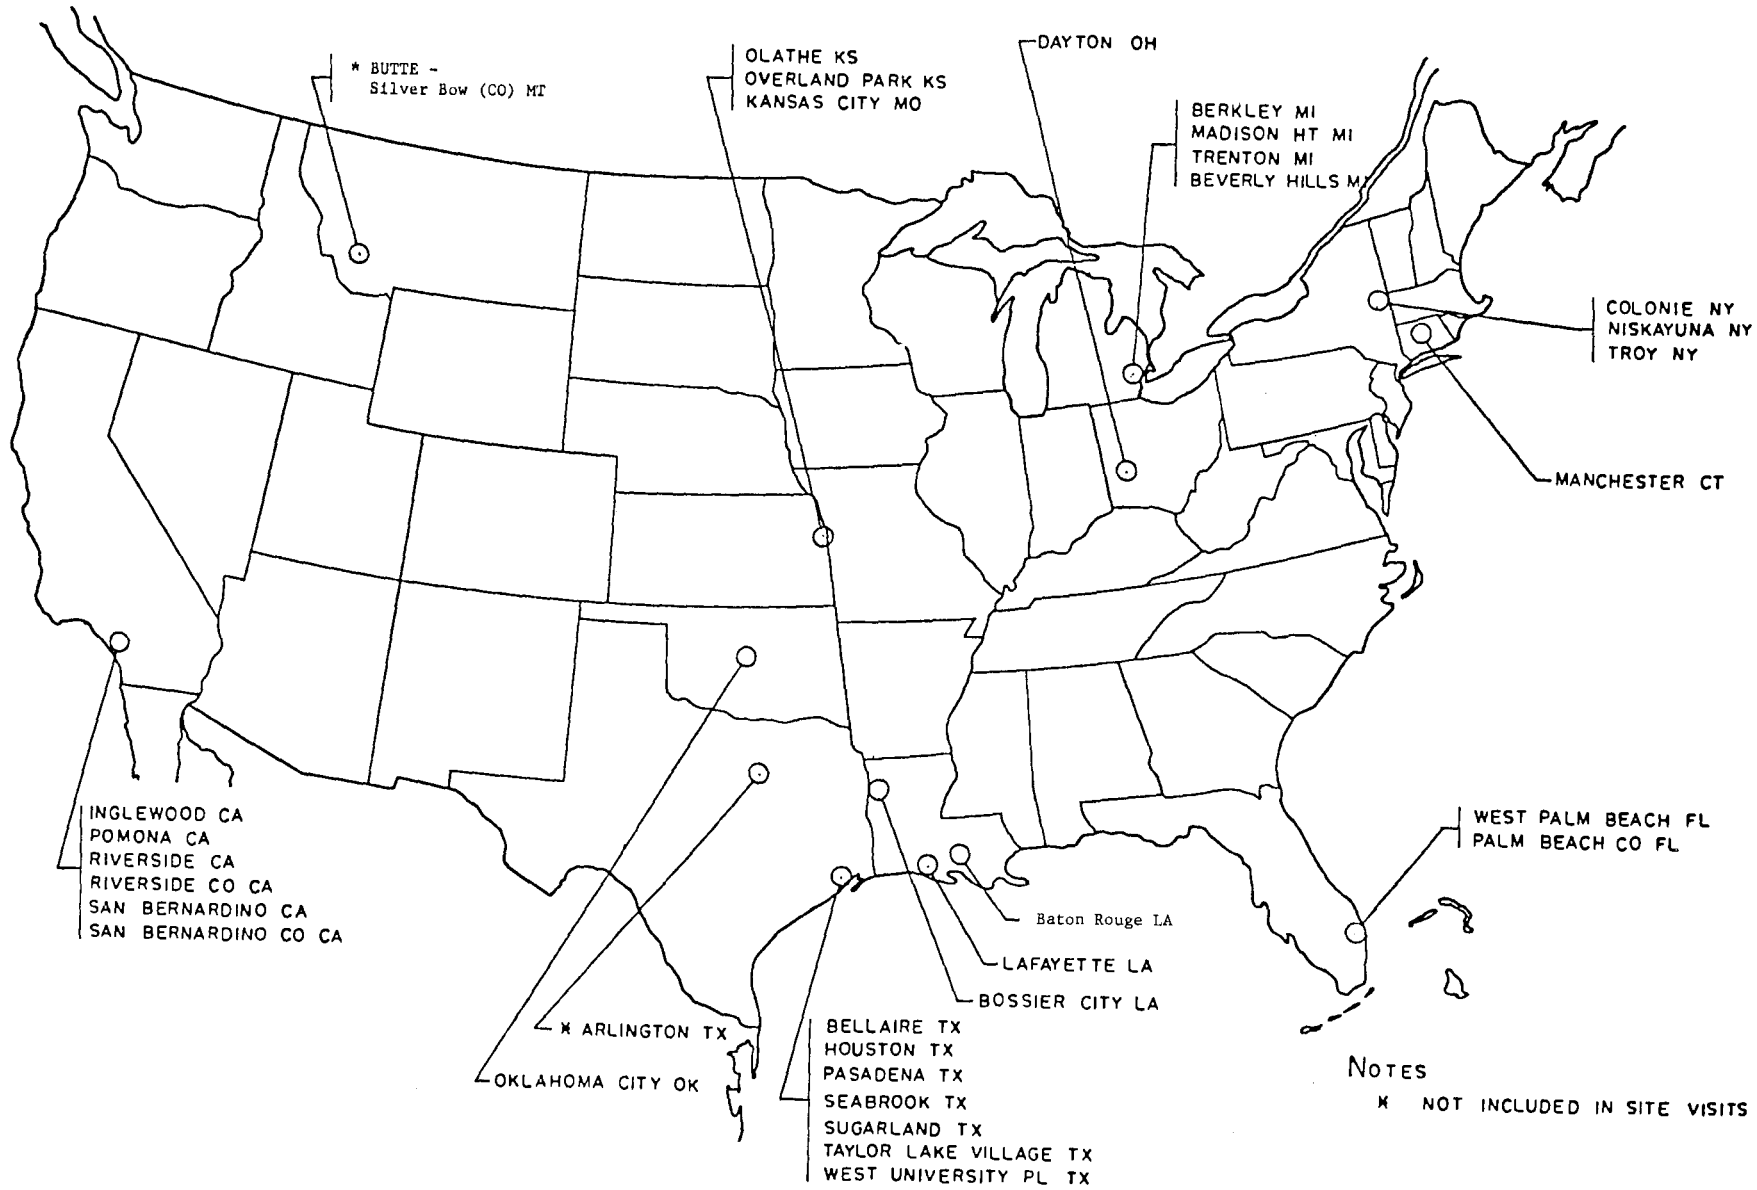 * BUTTE -
Silver Bow (CO) MT
OLATHE KS
OVERLAND PARK KS
KANSAS CITY MO
DAYTON OH
BERKLEY MI
MADISON HT MI
TRENTON MI
BEVERLY HILLS MI
COLONIE NY
NISKAYUNA NY
TROY NY
MANCHESTER CT
INGLEWOOD CA
POMONA CA
RIVERSIDE CA
RIVERSIDE CO CA
SAN BERNARDINO CA
SAN BERNARDINO CO CA
WEST PALM BEACH FL
PALM BEACH CO FL
Baton Rouge LA
LAFAYETTE LA
BOSSIER CITY LA
* ARLINGTON TX
OKLAHOMA CITY OK
BELLAIRE TX
HOUSTON TX
PASADENA TX
SEABROOK TX
SUGARLAND TX
TAYLOR LAKE VILLAGE TX
WEST UNIVERSITY PL TX
NOTES
* NOT INCLUDED IN SITE VISITS